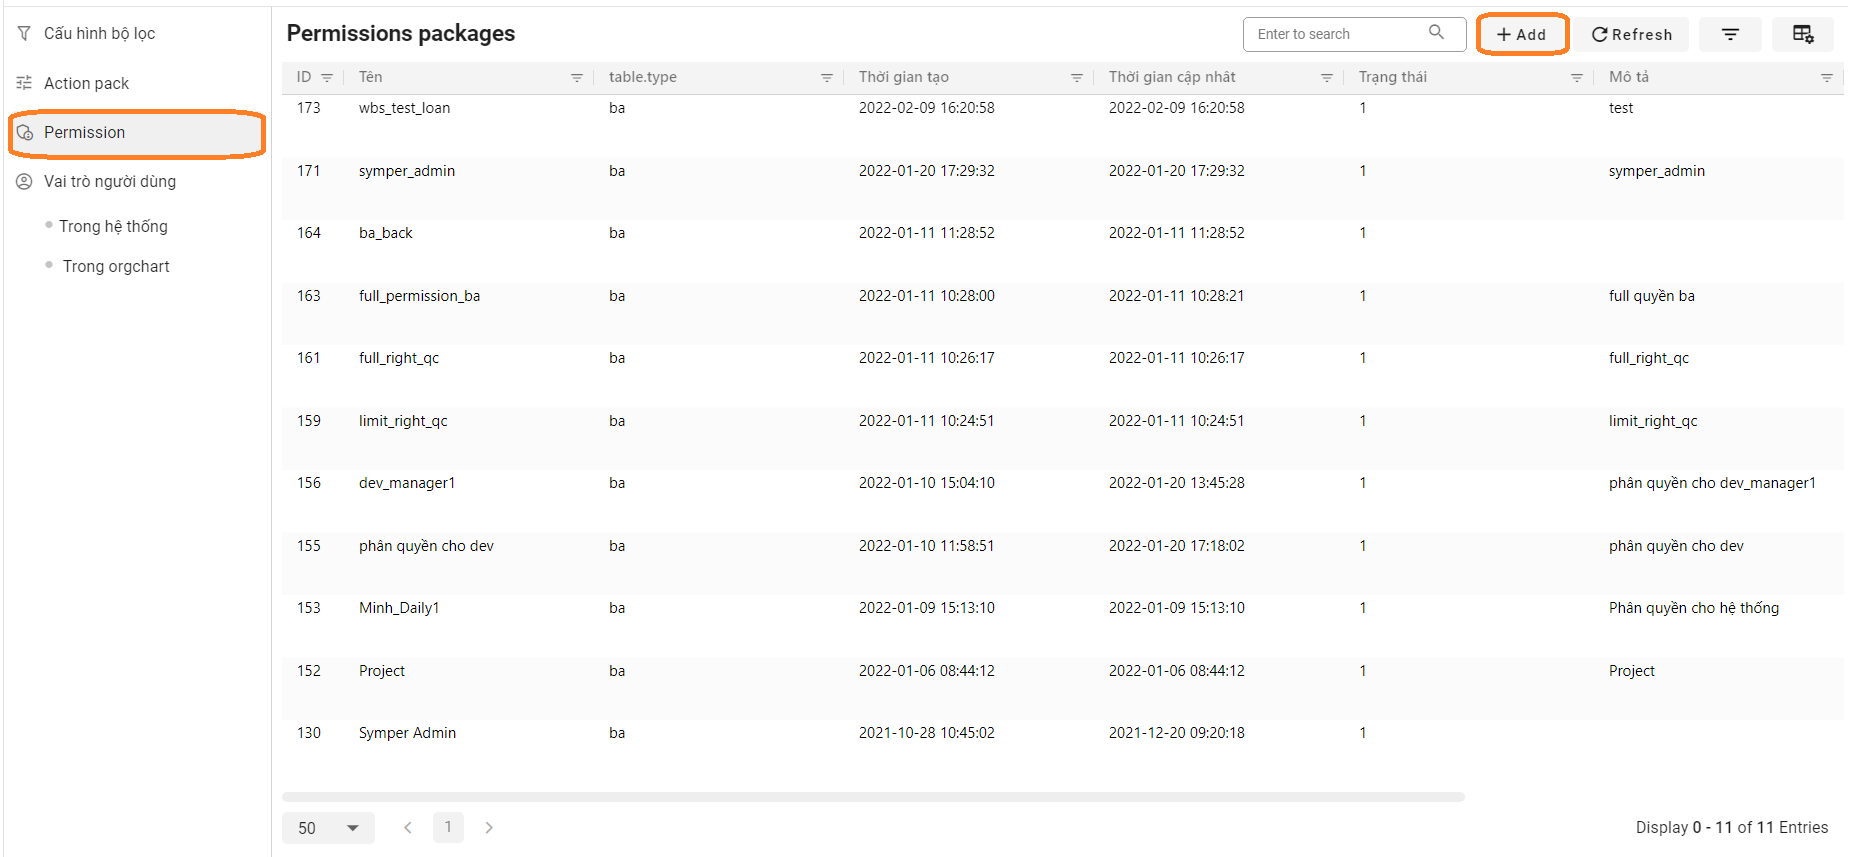 Cấu hình bộ lọc
Action pack
Permission
Vai trò người dùng
Trong hệ thống
Trong orgchart
Permissions packages
Enter to search
Add
Refresh
ID Tên table.type Thời gian tạo Thời gian cập nhât Trạng thái Mô tả
173 wbs_test_loan ba 2022-02-09 16:20:58 2022-02-09 16:20:58 1 test
171 symper_admin ba 2022-01-20 17:29:32 2022-01-20 17:29:32 1 symper_admin
164 ba_back ba 2022-01-11 11:28:52 2022-01-11 11:28:52 1
163 full_permission_ba ba 2022-01-11 10:28:00 2022-01-11 10:28:21 1 full quyền ba
161 full_right_qc ba 2022-01-11 10:26:17 2022-01-11 10:26:17 1 full_right_qc
159 limit_right_qc ba 2022-01-11 10:24:51 2022-01-11 10:24:51 1 limit_right_qc
156 dev_manager1 ba 2022-01-10 15:04:10 2022-01-20 13:45:28 1 phân quyền cho dev_manager1
155 phân quyền cho dev ba 2022-01-10 11:58:51 2022-01-20 17:18:02 1 phân quyền cho dev
153 Minh_Daily1 ba 2022-01-09 15:13:10 2022-01-09 15:13:10 1 Phân quyền cho hệ thống
152 Project ba 2022-01-06 08:44:12 2022-01-06 08:44:12 1 Project
130 Symper Admin ba 2021-10-28 10:45:02 2021-12-20 09:20:18 1
50 1 Display 0 - 11 of 11 Entries